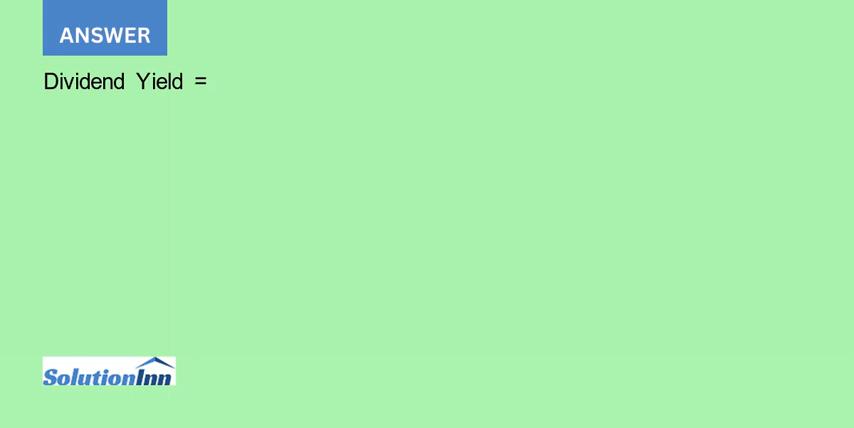 ANSWER
Dividend Yield =
SolutionInn